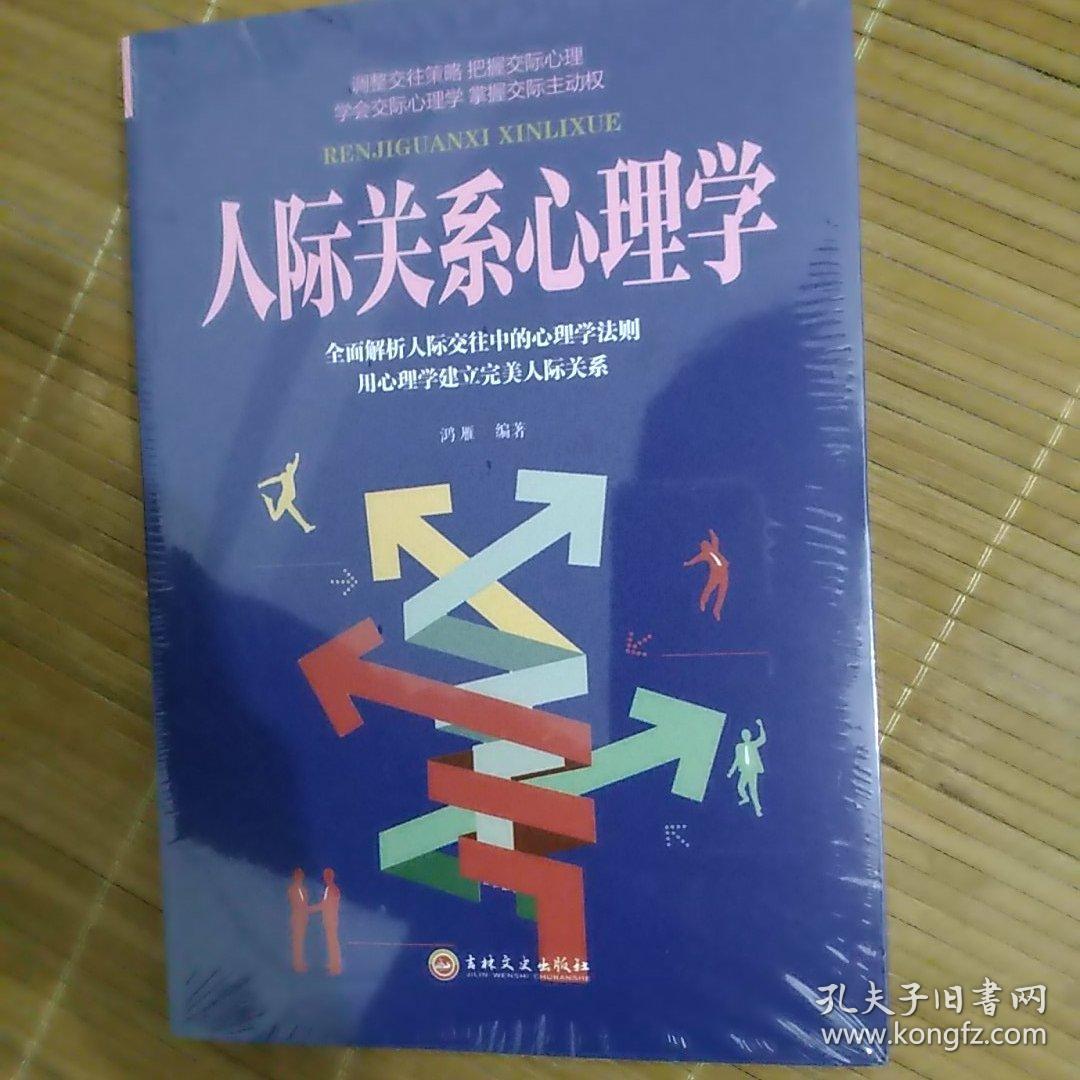 调整交往策略 把握交际心理
学会交际心理学 掌握交际主动权
RENJIGUANXI XINLIXUE
人际关系心理学
全面解析人际交往中的心理学法则
用心理学建立完美人际关系
鸿雁 编著
吉林文史出版社
JILIN WENSHI CHUBANSHE
孔夫子旧書网
www.kongfz.com